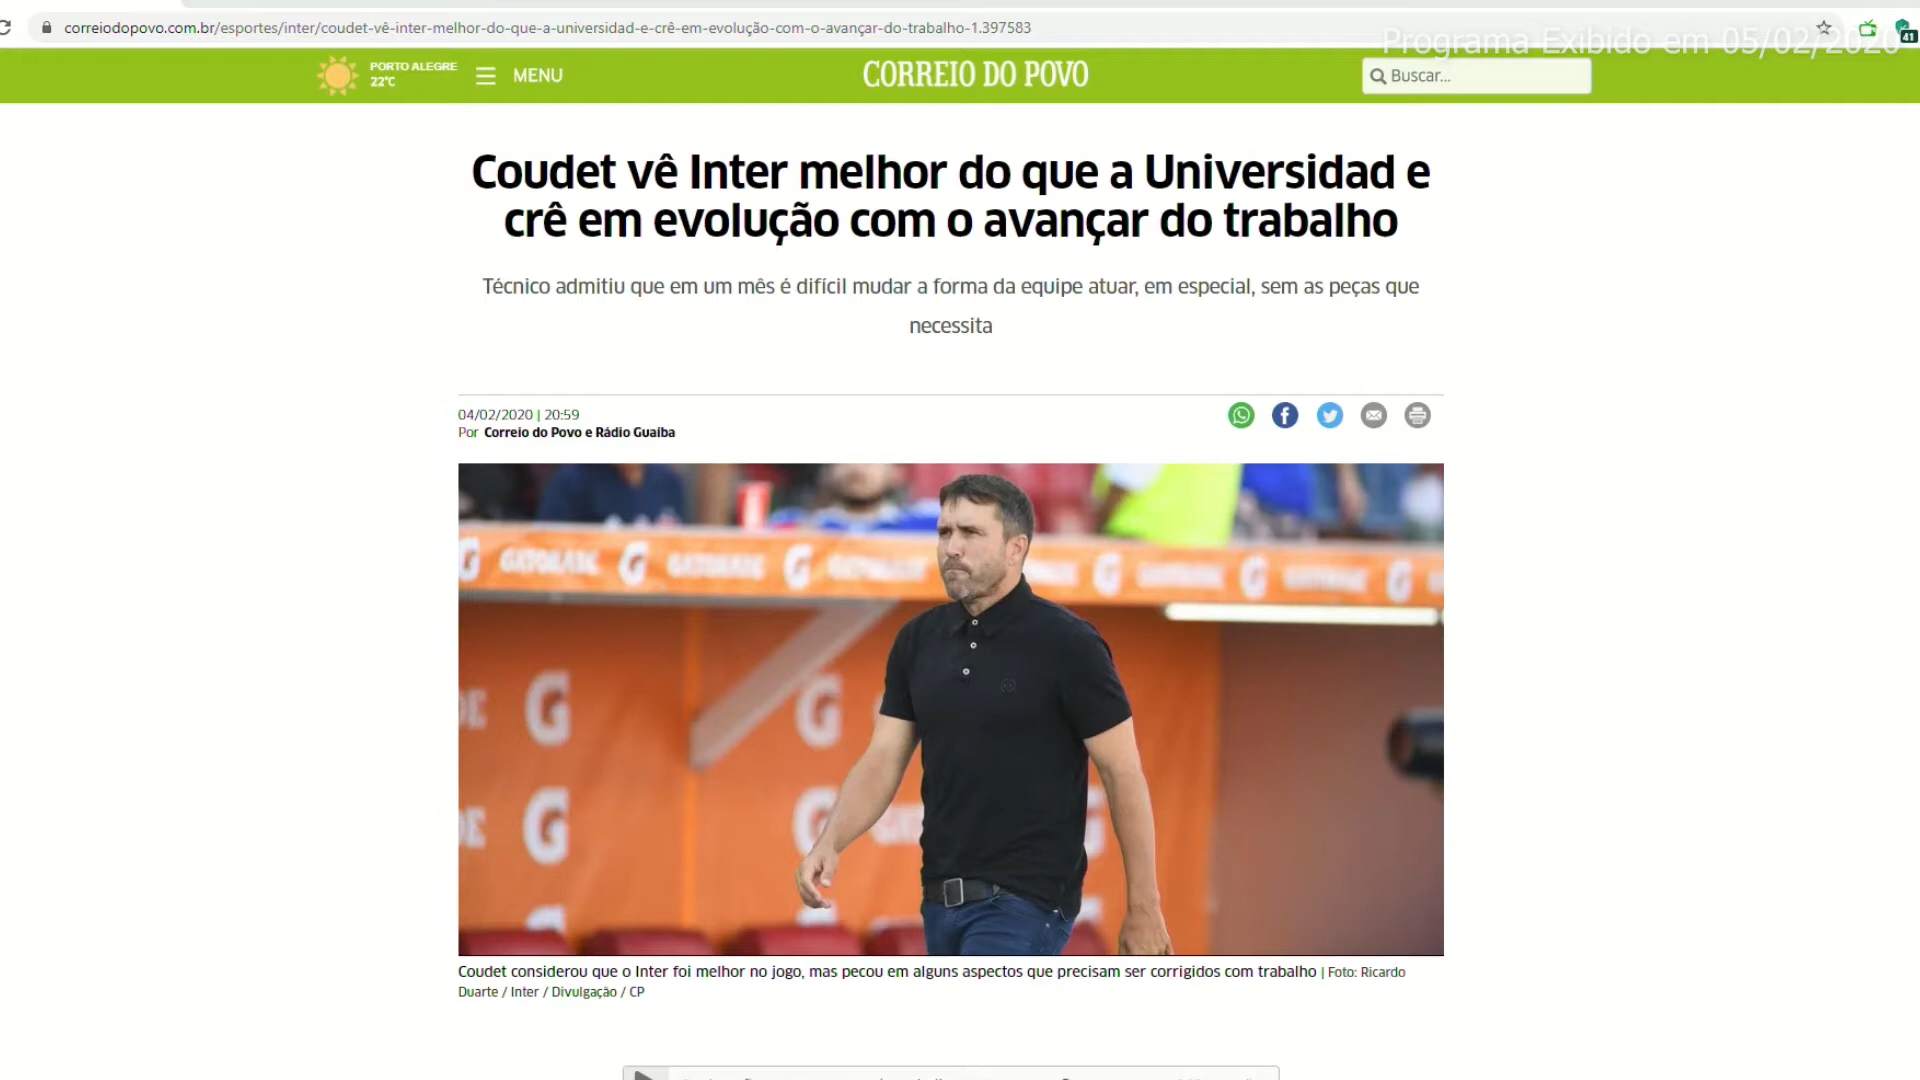 correiodopovo.com.br/esportes/inter/coudet-vê-inter-melhor-do-que-a-universidad-e-crê-em-evolução-com-o-avançar-do-trabalho-1.397583
Programa Exibido em 05/02/2020
41
PORTO ALEGRE
22°C
MENU
CORREIO DO POVO
Buscar...
Coudet vê Inter melhor do que a Universidad e
crê em evolução com o avançar do trabalho
Técnico admitiu que em um mês é difícil mudar a forma da equipe atuar, em especial, sem as peças que
necessita
04/02/2020 | 20:59
Por Correio do Povo e Rádio Guaíba
G GATORADE G GATORADE G GATORADE G G G
G G
G G
Coudet considerou que o Inter foi melhor no jogo, mas pecou em alguns aspectos que precisam ser corrigidos com trabalho | Foto: Ricardo
Duarte / Inter / Divulgação / CP